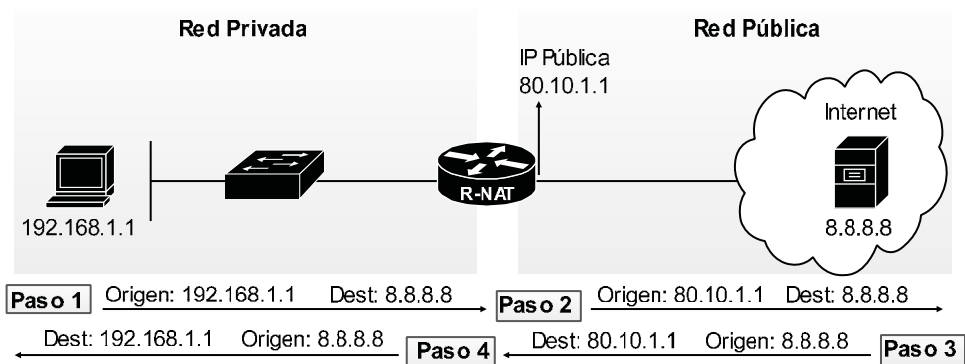 Red Privada
Red Pública
IP Pública
80.10.1.1
Internet
R-NAT
192.168.1.1
8.8.8.8
Paso 1 Origen: 192.168.1.1 Dest: 8.8.8.8 Paso 2 Origen: 80.10.1.1 Dest: 8.8.8.8
Dest: 192.168.1.1 Origen: 8.8.8.8 Paso 4 Dest: 80.10.1.1 Origen: 8.8.8.8 Paso 3